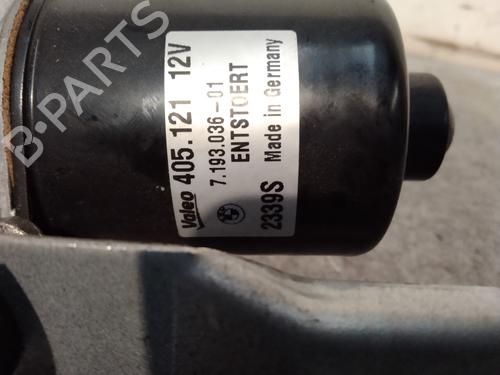 Valeo 405.121 12V
7.193.036-01
ENTSTOERT
2339S Made in Germany
B-PARTS